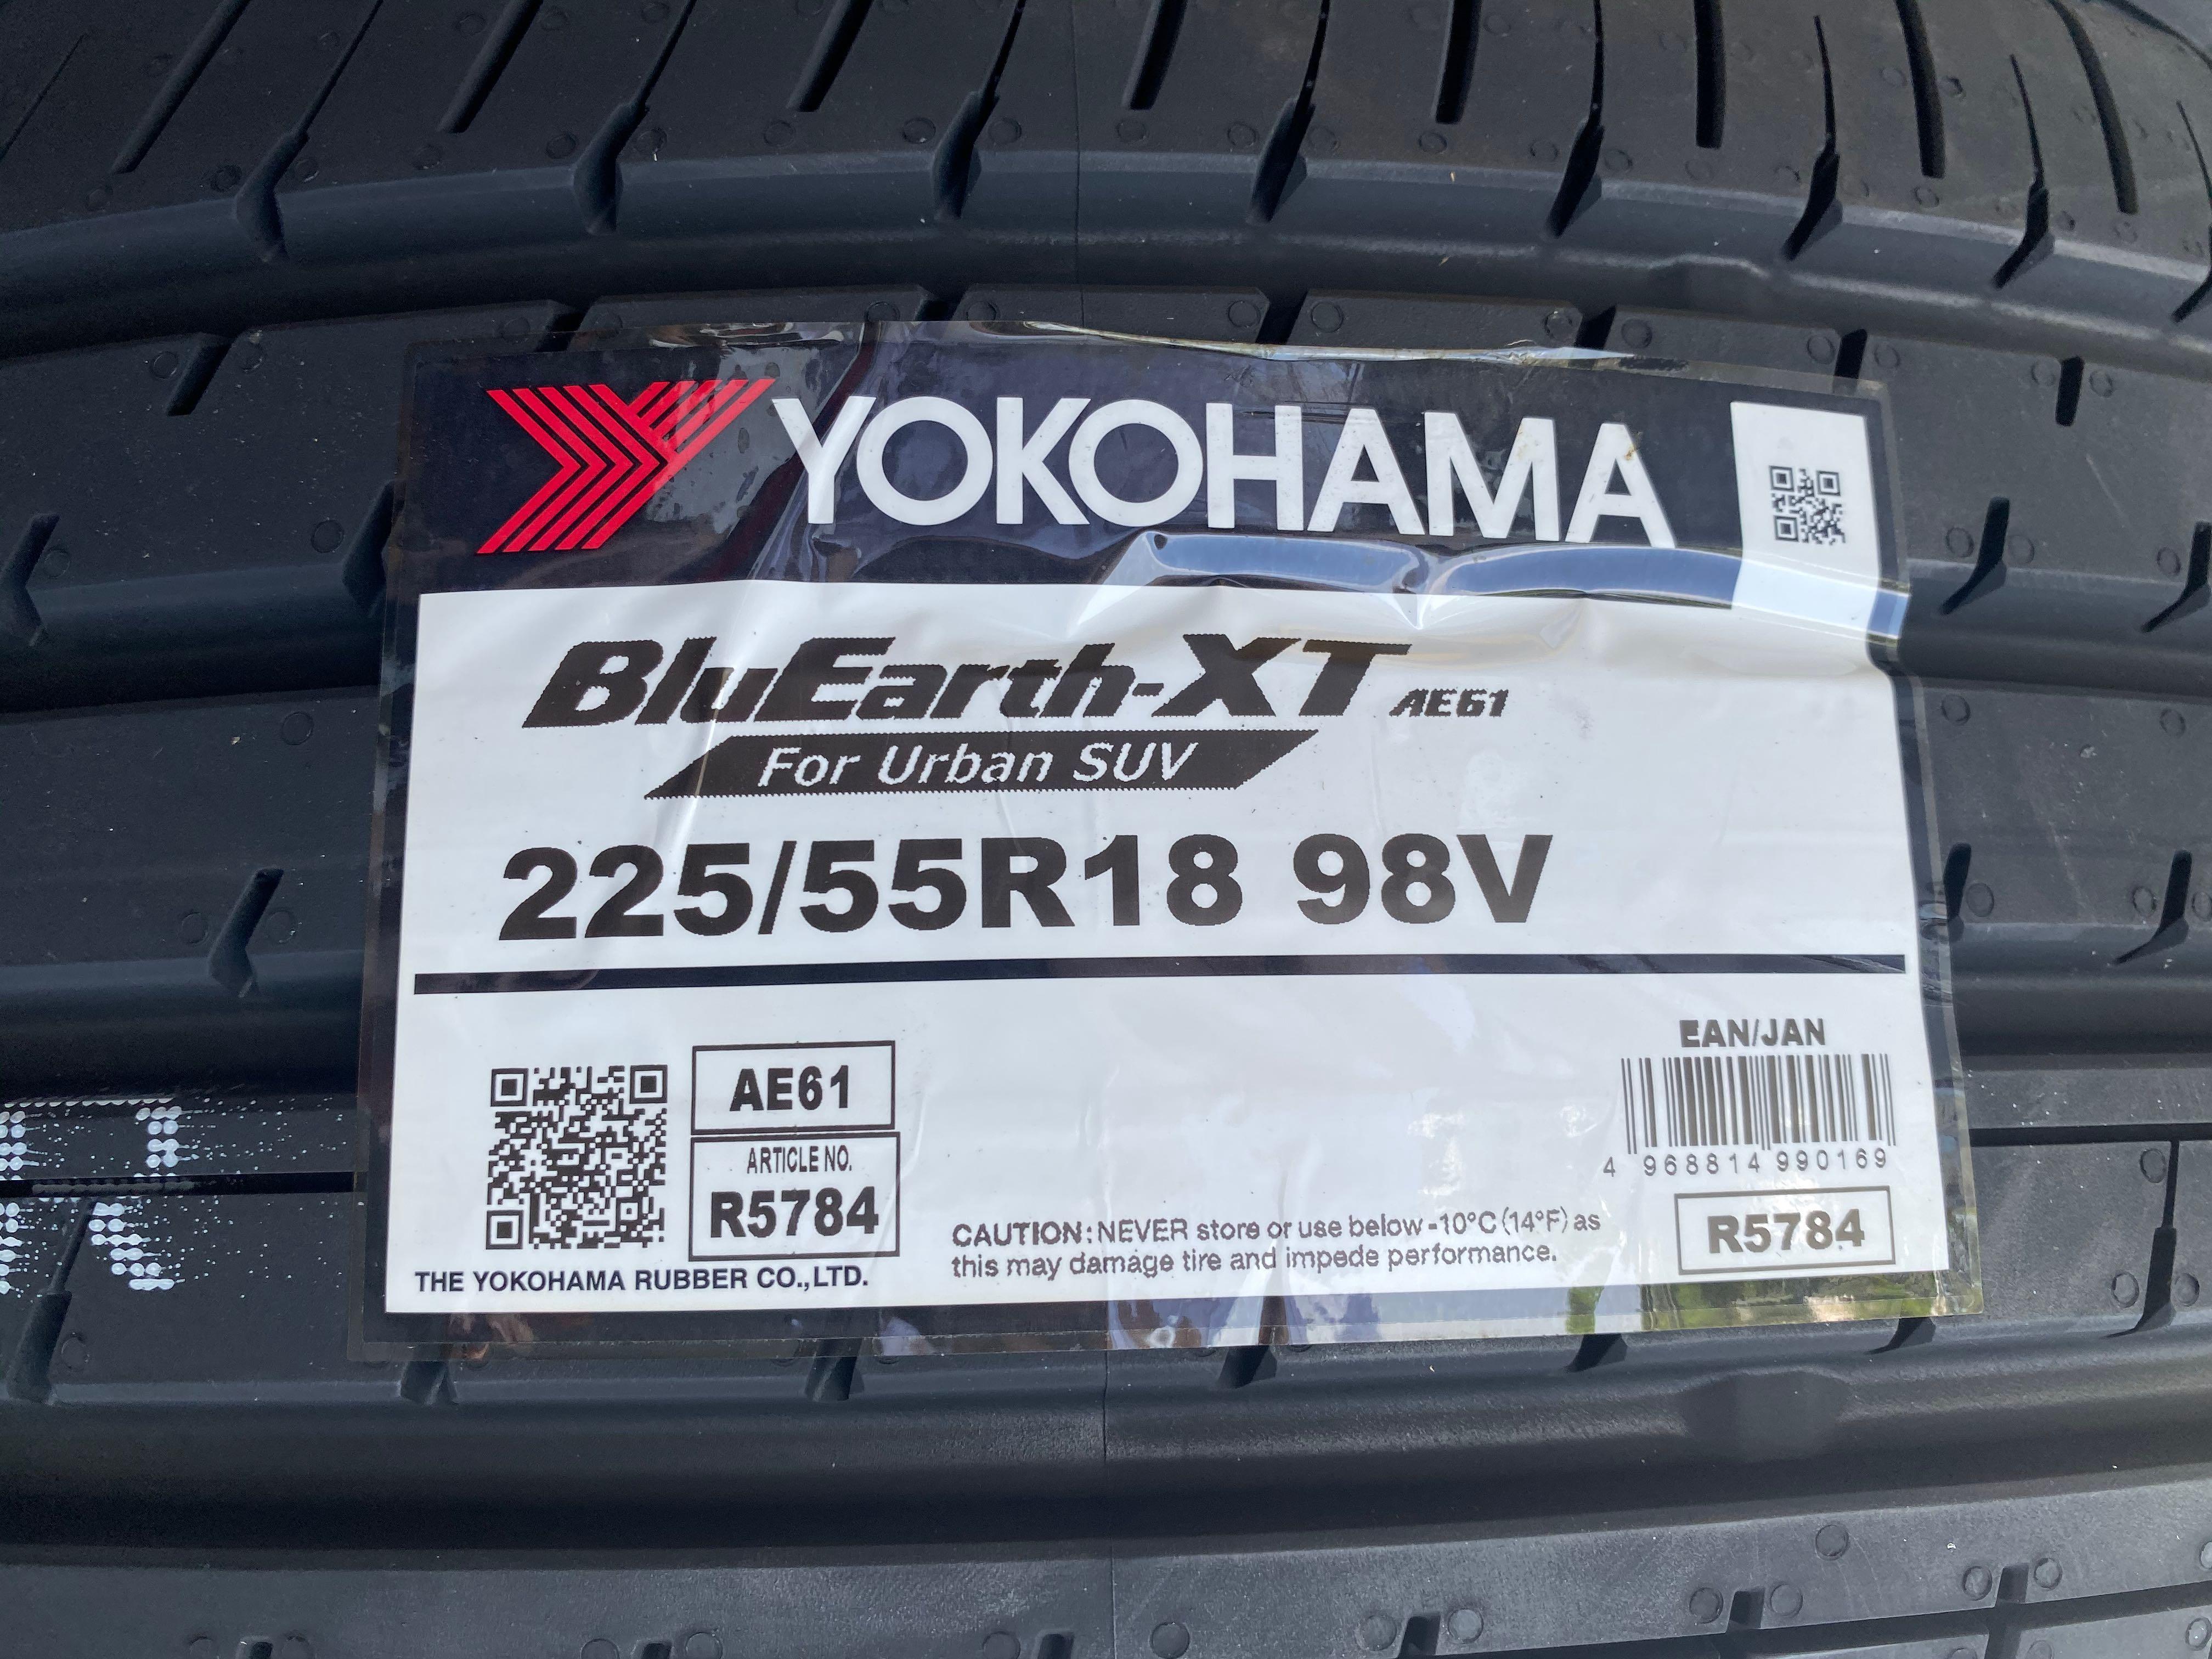 YOKOHAMA
BluEarth-XT AE61
For Urban SUV
225/55R18 98V
AE61
ARTICLE NO.
R5784
THE YOKOHAMA RUBBER CO.,LTD.
CAUTION:NEVER store or use below -10°C(14°F) as
this may damage tire and impede performance.
EAN/JAN
4 968814 990169
R5784